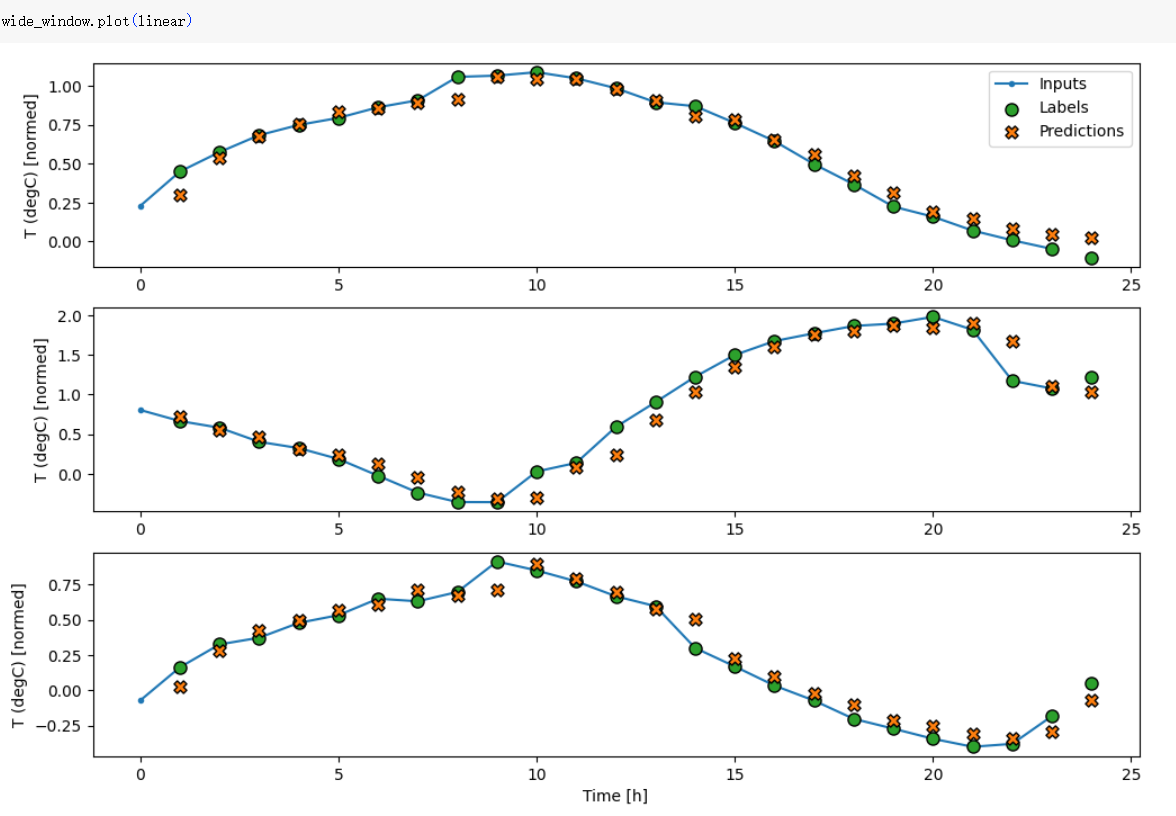 wide_window.plot(linear)
T (degC) [normed]
1.00
0.75
0.50
0.25
0.00
Inputs
Labels
Predictions
0 5 10 15 20 25
T (degC) [normed]
2.0
1.5
1.0
0.5
0.0
0 5 10 15 20 25
T (degC) [normed]
0.75
0.50
0.25
0.00
−0.25
0 5 10 15 20 25
Time [h]